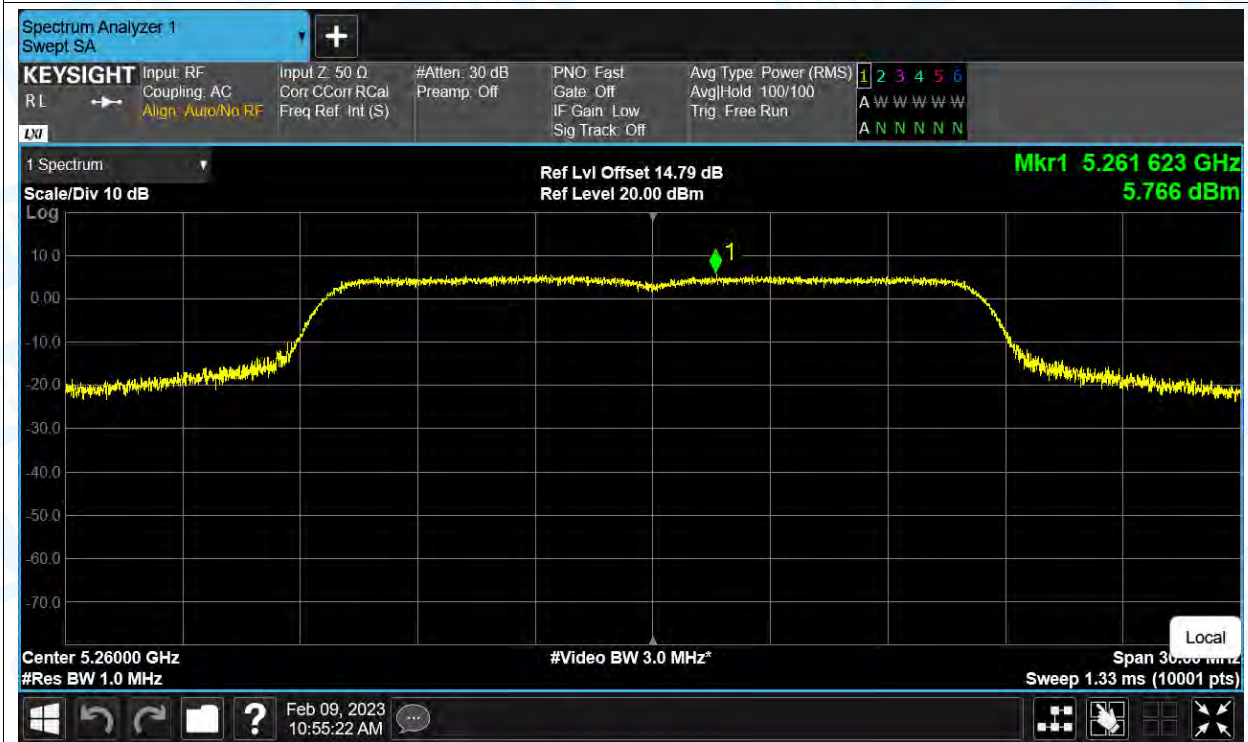 Spectrum Analyzer 1
Swept SA
KEYSIGHT
R L
LXI
Input: RF
Coupling: AC
Align: Auto/No RF
Input Z: 50 Ω
Corr CCorr RCal
Freq Ref: Int (S)
#Atten: 30 dB
Preamp: Off
PNO: Fast
Gate: Off
IF Gain: Low
Sig Track: Off
Avg Type: Power (RMS)
Avg|Hold: 100/100
Trig: Free Run
1 2 3 4 5 6
A W W W W W
A N N N N N
1 Spectrum
Scale/Div 10 dB
Log
Ref Lvl Offset 14.79 dB
Ref Level 20.00 dBm
Mkr1 5.261 623 GHz
5.766 dBm
1
10.0
0.00
-10.0
-20.0
-30.0
-40.0
-50.0
-60.0
-70.0
Local
Center 5.26000 GHz
#Res BW 1.0 MHz
#Video BW 3.0 MHz*
Span 30.00 MHz
Sweep 1.33 ms (10001 pts)
?
Feb 09, 2023
10:55:22 AM